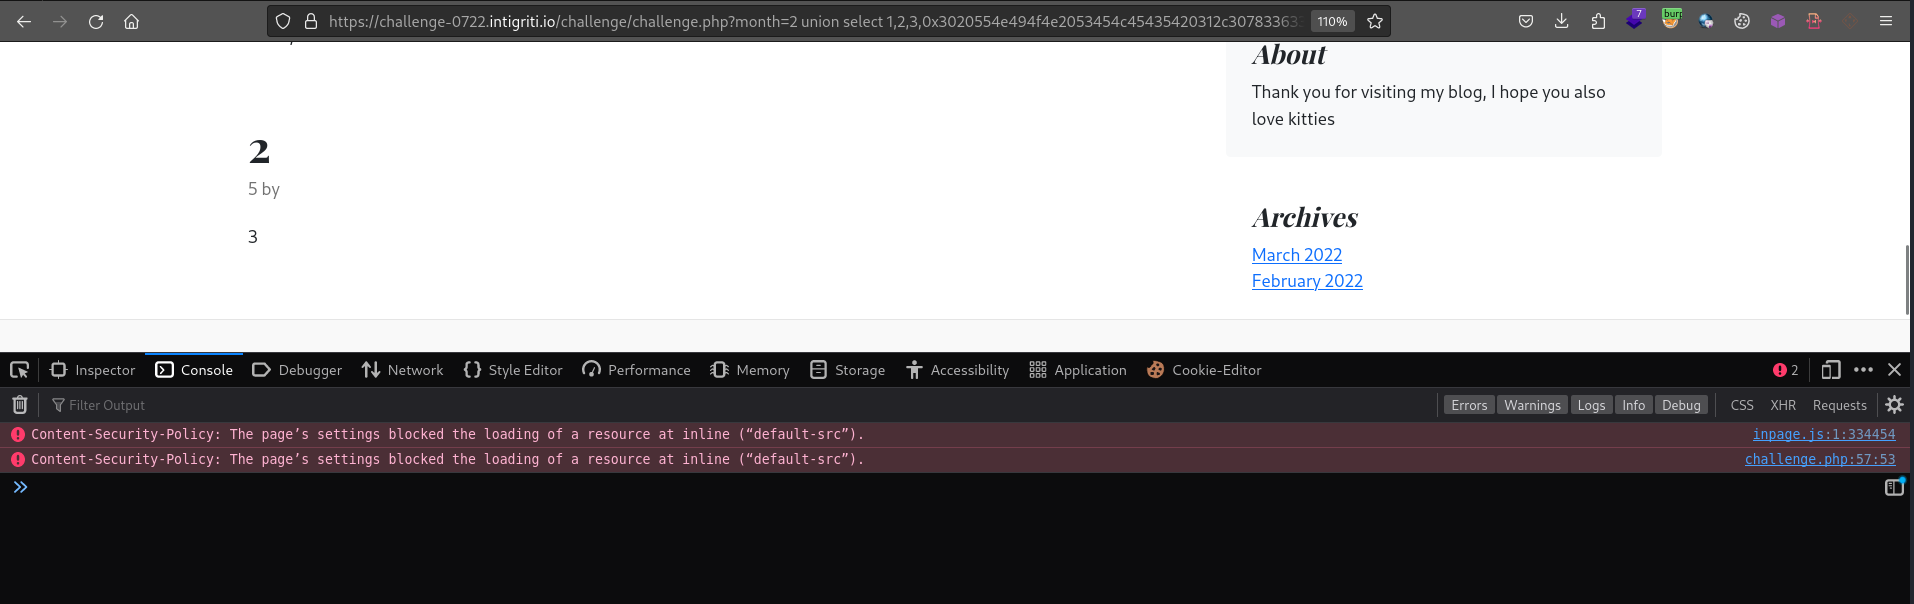 https://challenge-0722.intigriti.io/challenge/challenge.php?month=2 union select 1,2,3,0x3020554e494f4e2053454c45435420312c30783363 110%
7
burp
About
Thank you for visiting my blog, I hope you also
love kitties
2
5 by
3
Archives
March 2022
February 2022
Inspector Console Debugger Network Style Editor Performance Memory Storage Accessibility Application Cookie-Editor 2
Filter Output Errors Warnings Logs Info Debug CSS XHR Requests
Content-Security-Policy: The page’s settings blocked the loading of a resource at inline (“default-src”). inpage.js:1:334454
Content-Security-Policy: The page’s settings blocked the loading of a resource at inline (“default-src”). challenge.php:57:53